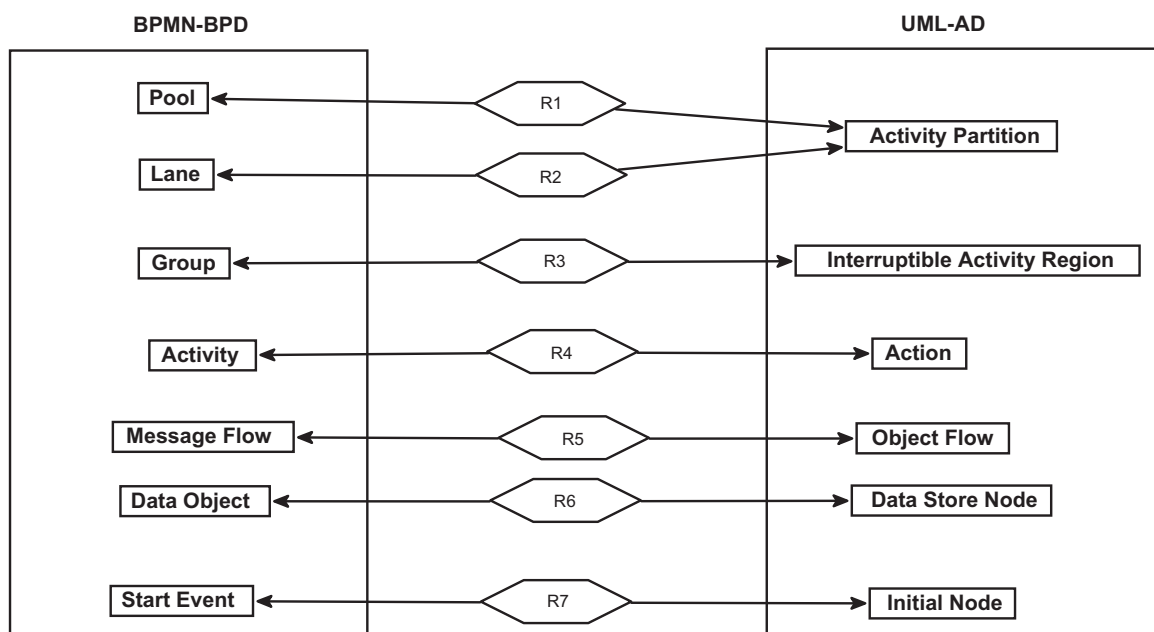 BPMN-BPD
UML-AD
Pool
R1
Activity Partition
Lane
R2
Group
R3
Interruptible Activity Region
Activity
R4
Action
Message Flow
R5
Object Flow
Data Object
R6
Data Store Node
Start Event
R7
Initial Node